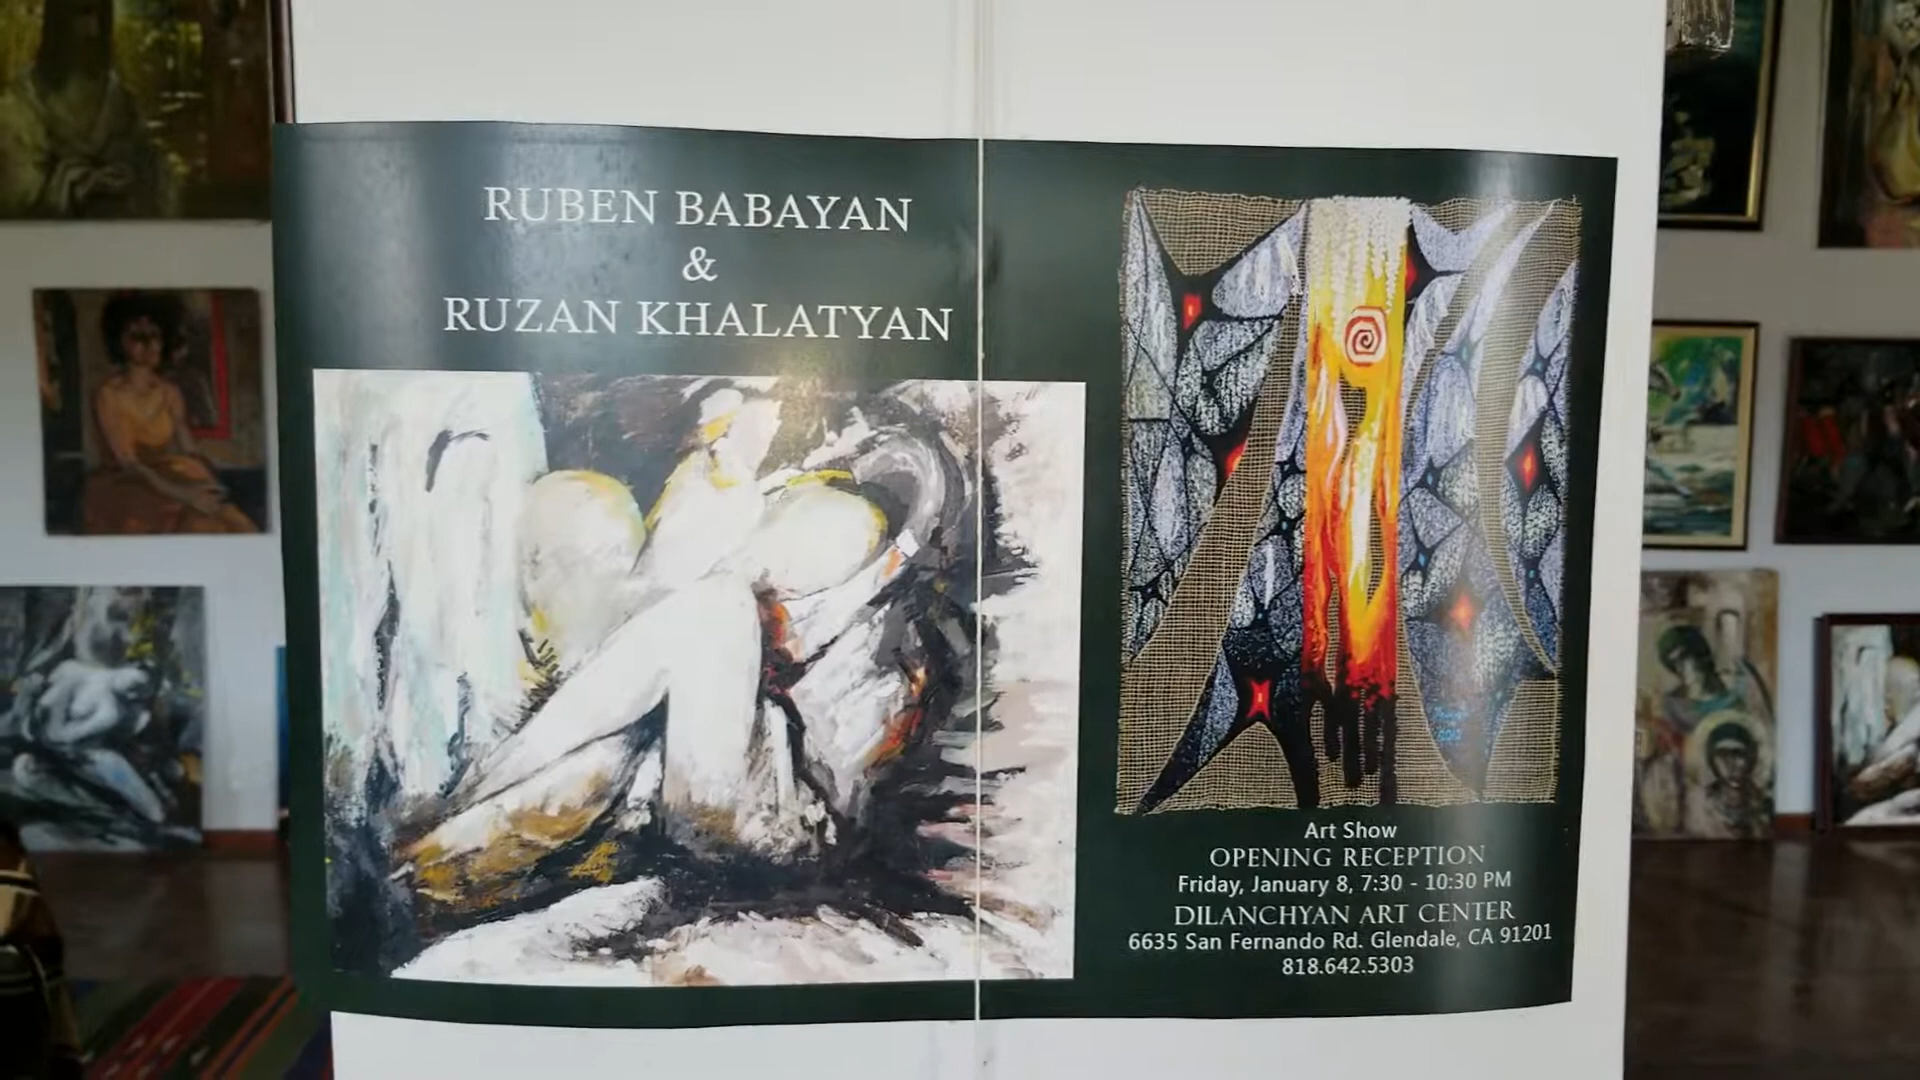 RUBEN BABAYAN
&
RUZAN KHALATYAN
Art Show
OPENING RECEPTION
Friday, January 8, 7:30 - 10:30 PM
DILANCHYAN ART CENTER
6635 San Fernando Rd. Glendale, CA 91201
818.642.5303